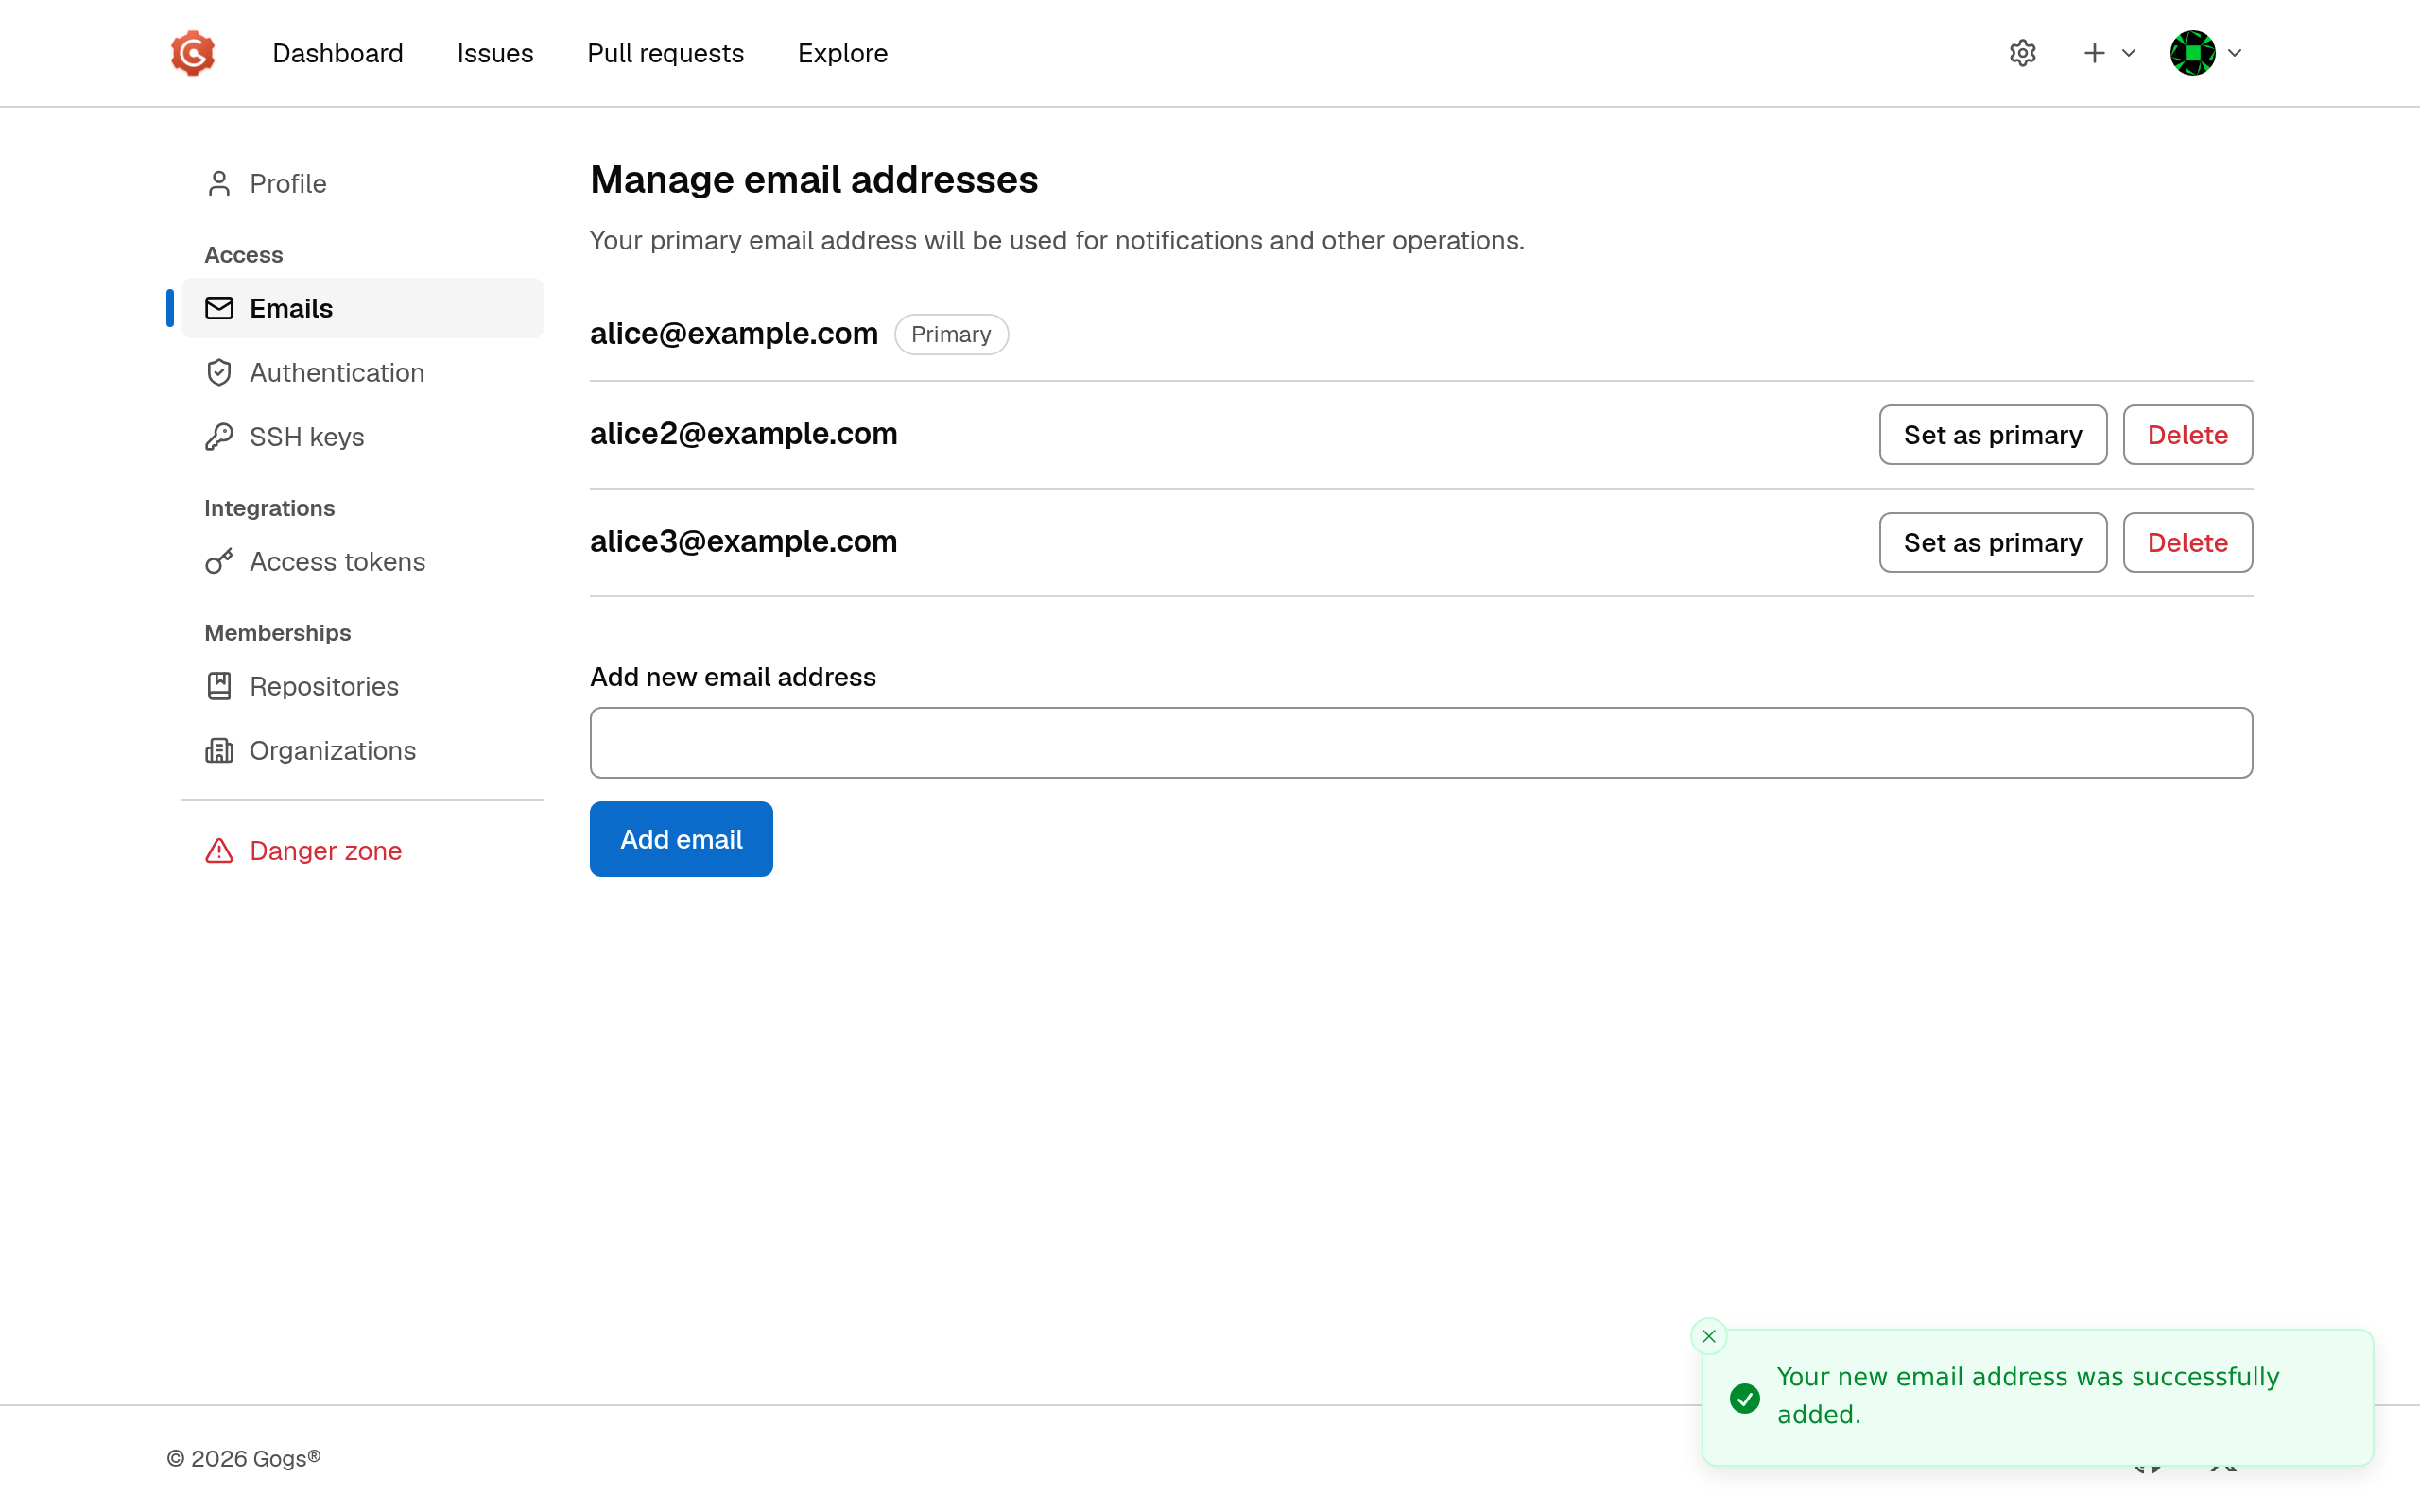 Dashboard
Issues
Pull requests
Explore
Profile
Access
Emails
Authentication
SSH keys
Integrations
Access tokens
Memberships
Repositories
Organizations
Danger zone
Manage email addresses
Your primary email address will be used for notifications and other operations.
alice@example.com Primary
alice2@example.com Set as primary Delete
alice3@example.com Set as primary Delete
Add new email address
Add email
Your new email address was successfully
added.
© 2026 Gogs®